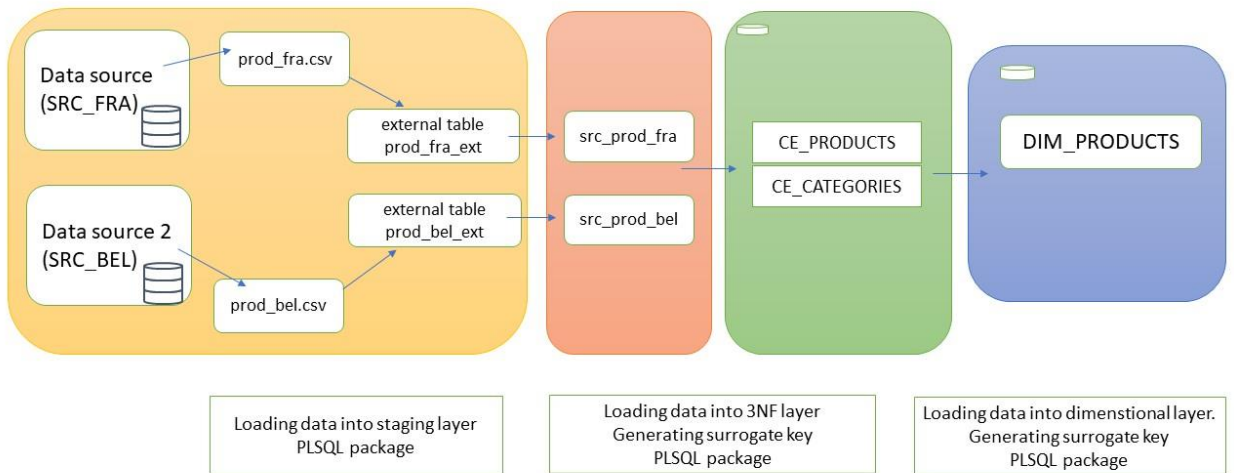 Data source
(SRC_FRA)
prod_fra.csv
external table
prod_fra_ext
Data source 2
(SRC_BEL)
prod_bel.csv
external table
prod_bel_ext
src_prod_fra
src_prod_bel
CE_PRODUCTS
CE_CATEGORIES
DIM_PRODUCTS
Loading data into staging layer
PLSQL package
Loading data into 3NF layer
Generating surrogate key
PLSQL package
Loading data into dimenstional layer.
Generating surrogate key
PLSQL package